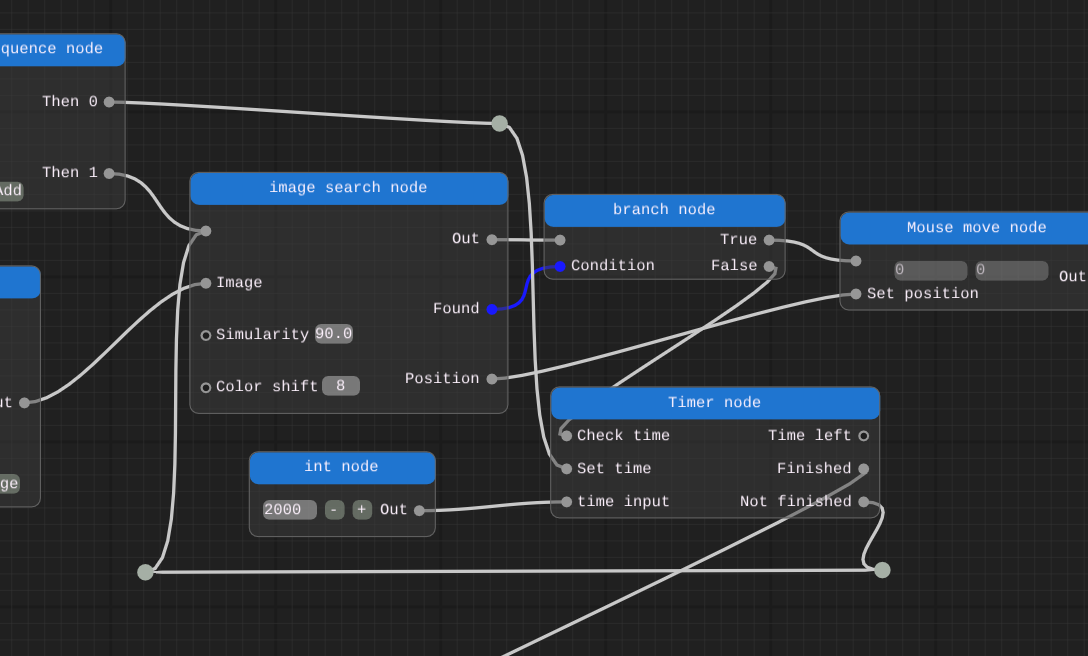 quence node
Then 0
Then 1
Add
image search node
Out
Image
Found
Simularity 90.0
Color shift 8
Position
branch node
True
Condition False
Mouse move node
0 0
Out
Set position
ut
ge
int node
2000 - + Out
Timer node
Check time Time left
Set time Finished
time input Not finished